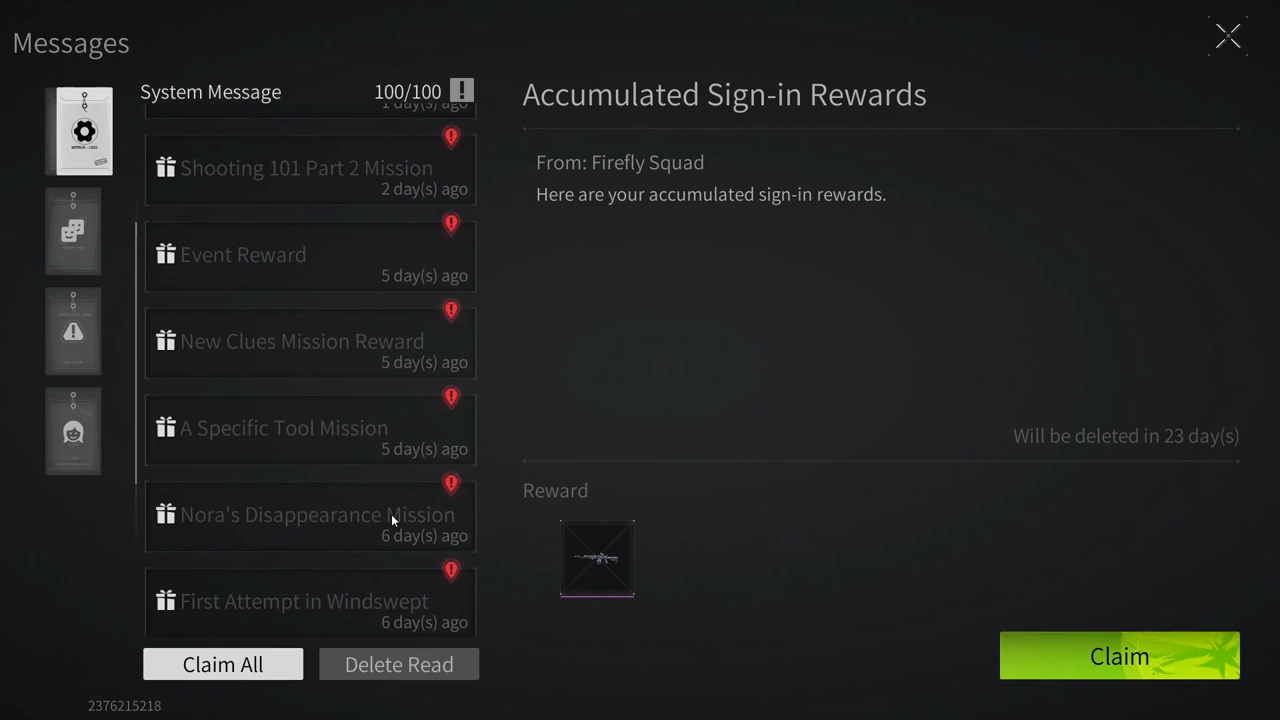 Messages
System Message 100/100
1 day(s) ago
Shooting 101 Part 2 Mission
2 day(s) ago
Event Reward
5 day(s) ago
New Clues Mission Reward
5 day(s) ago
A Specific Tool Mission
5 day(s) ago
Nora's Disappearance Mission
6 day(s) ago
First Attempt in Windswept
6 day(s) ago
Claim All
Delete Read
2376215218
Accumulated Sign-in Rewards
From: Firefly Squad
Here are your accumulated sign-in rewards.
Will be deleted in 23 day(s)
Reward
Claim